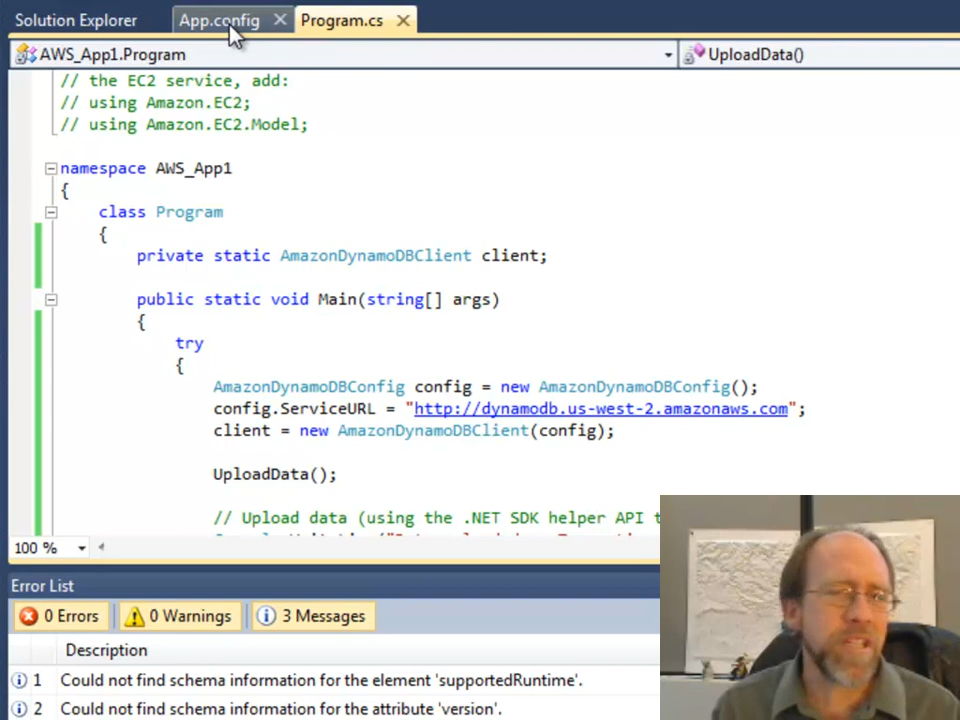 Solution Explorer
App.config
Program.cs
AWS_App1.Program
UploadData()
// the EC2 service, add:
// using Amazon.EC2;
// using Amazon.EC2.Model;
namespace AWS_App1
{
class Program
{
private static AmazonDynamoDBClient client;
public static void Main(string[] args)
{
try
{
AmazonDynamoDBConfig config = new AmazonDynamoDBConfig();
config.ServiceURL = "http://dynamodb.us-west-2.amazonaws.com";
client = new AmazonDynamoDBClient(config);
UploadData();
// Upload data (using the .NET SDK helper API
100 %
Error List
0 Errors
0 Warnings
3 Messages
Description
1 Could not find schema information for the element 'supportedRuntime'.
2 Could not find schema information for the attribute 'version'.